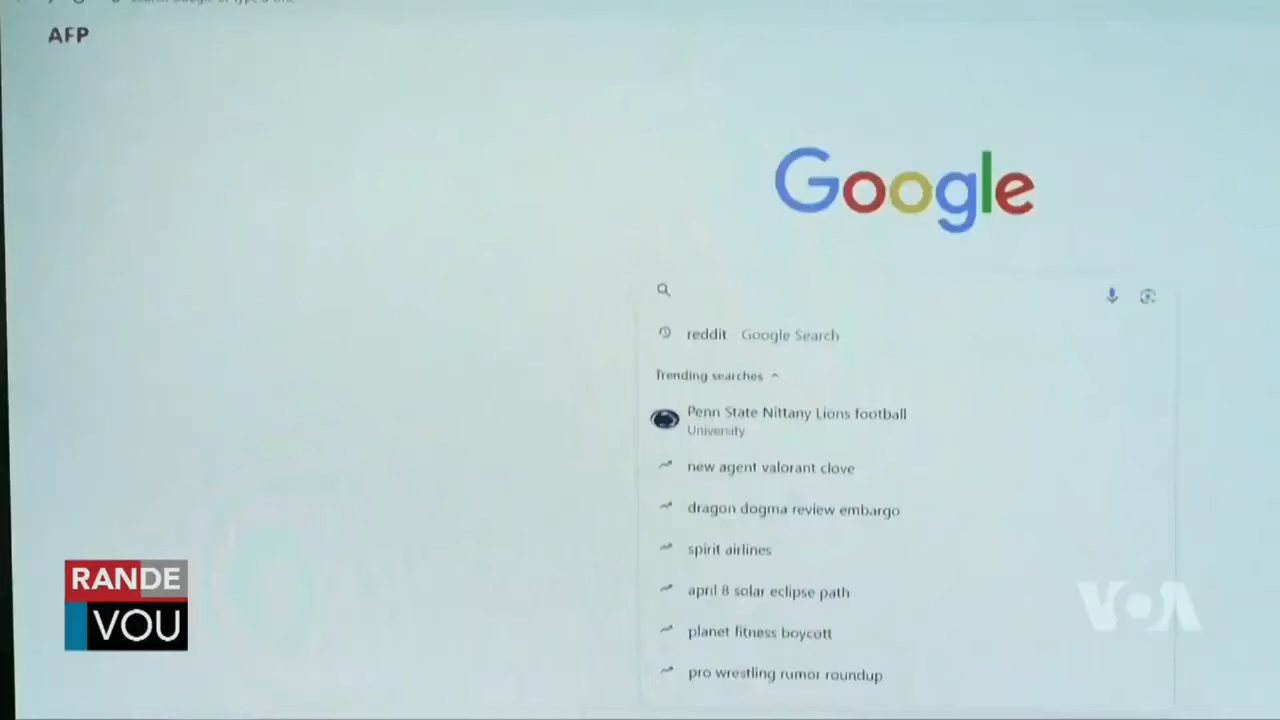 AFP
Google
reddit Google Search
Trending searches
Penn State Nittany Lions football
University
new agent valorant clove
dragon dogma review embargo
spirit airlines
april 8 solar eclipse path
planet fitness boycott
pro wrestling rumor roundup
RANDE
VOU
VOA